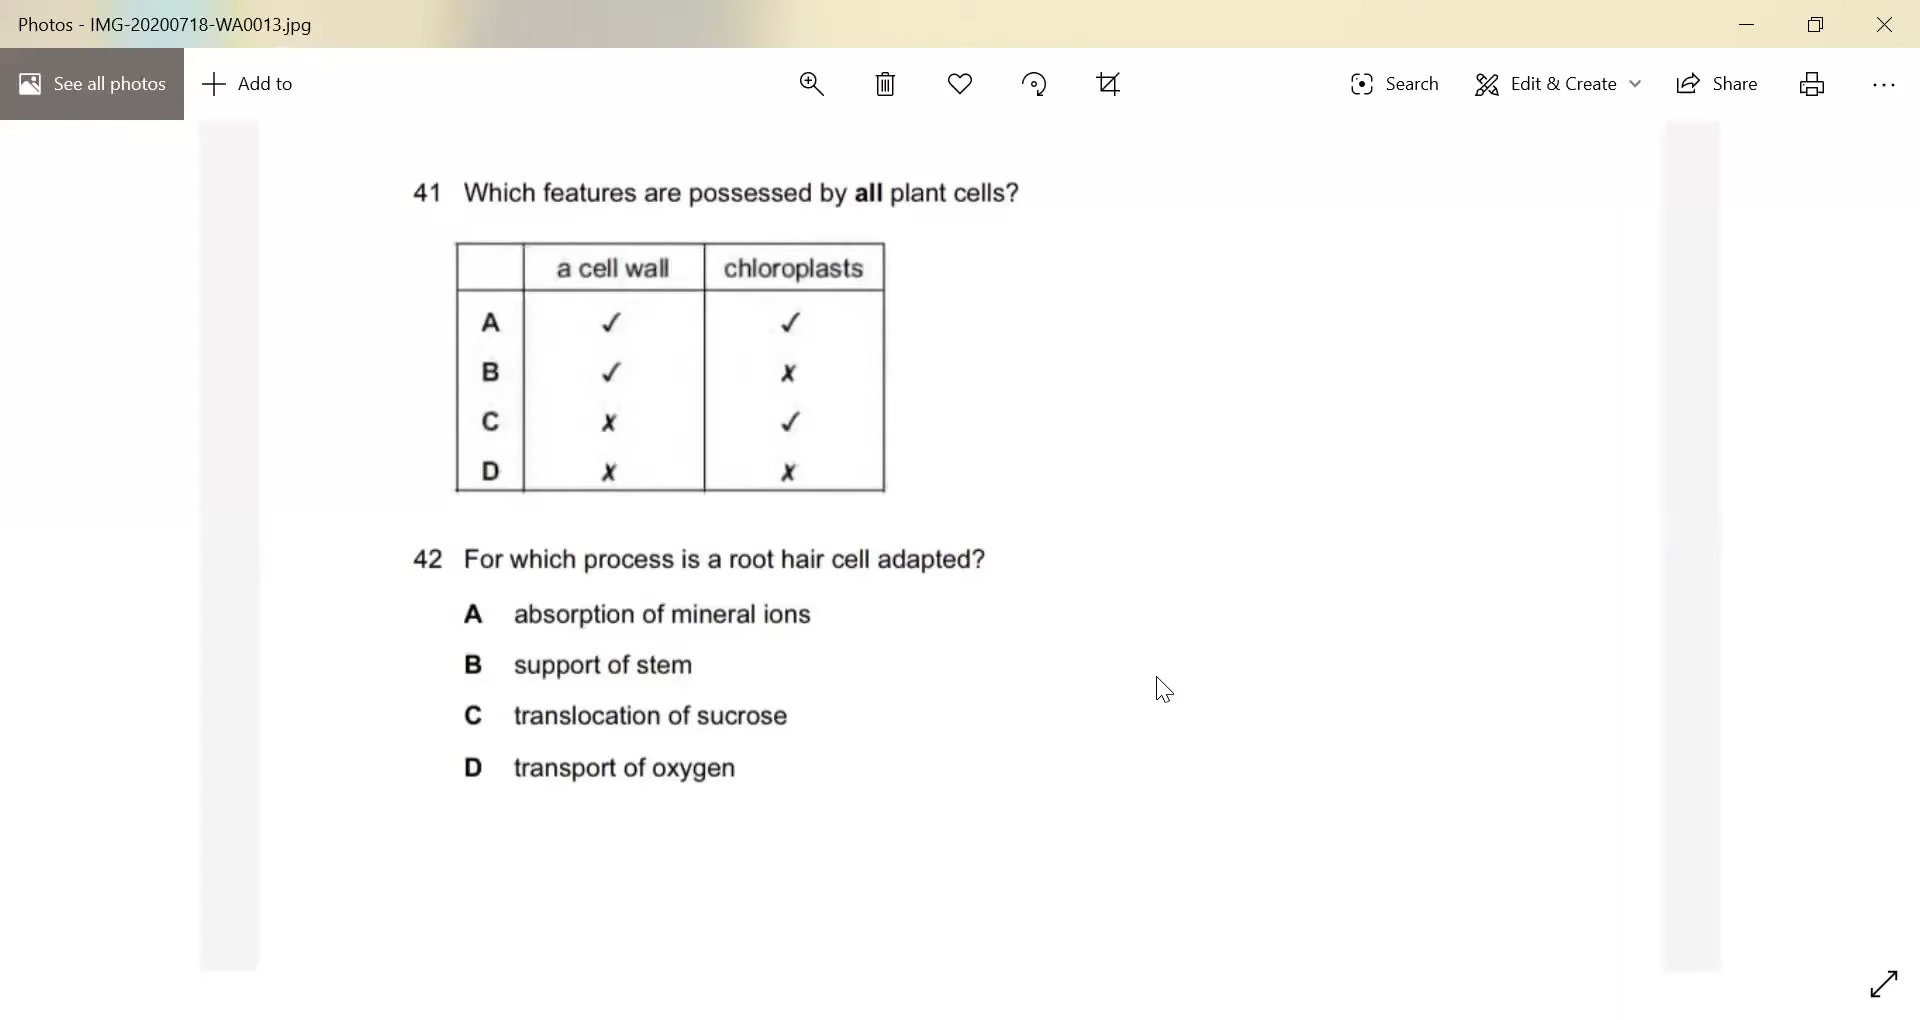 Photos - IMG-20200718-WA0013.jpg
See all photos
Add to
Search
Edit & Create
Share
41 Which features are possessed by all plant cells?
a cell wall chloroplasts
A ✓ ✓
B ✓ ✗
C ✗ ✓
D ✗ ✗
42 For which process is a root hair cell adapted?
A absorption of mineral ions
B support of stem
C translocation of sucrose
D transport of oxygen